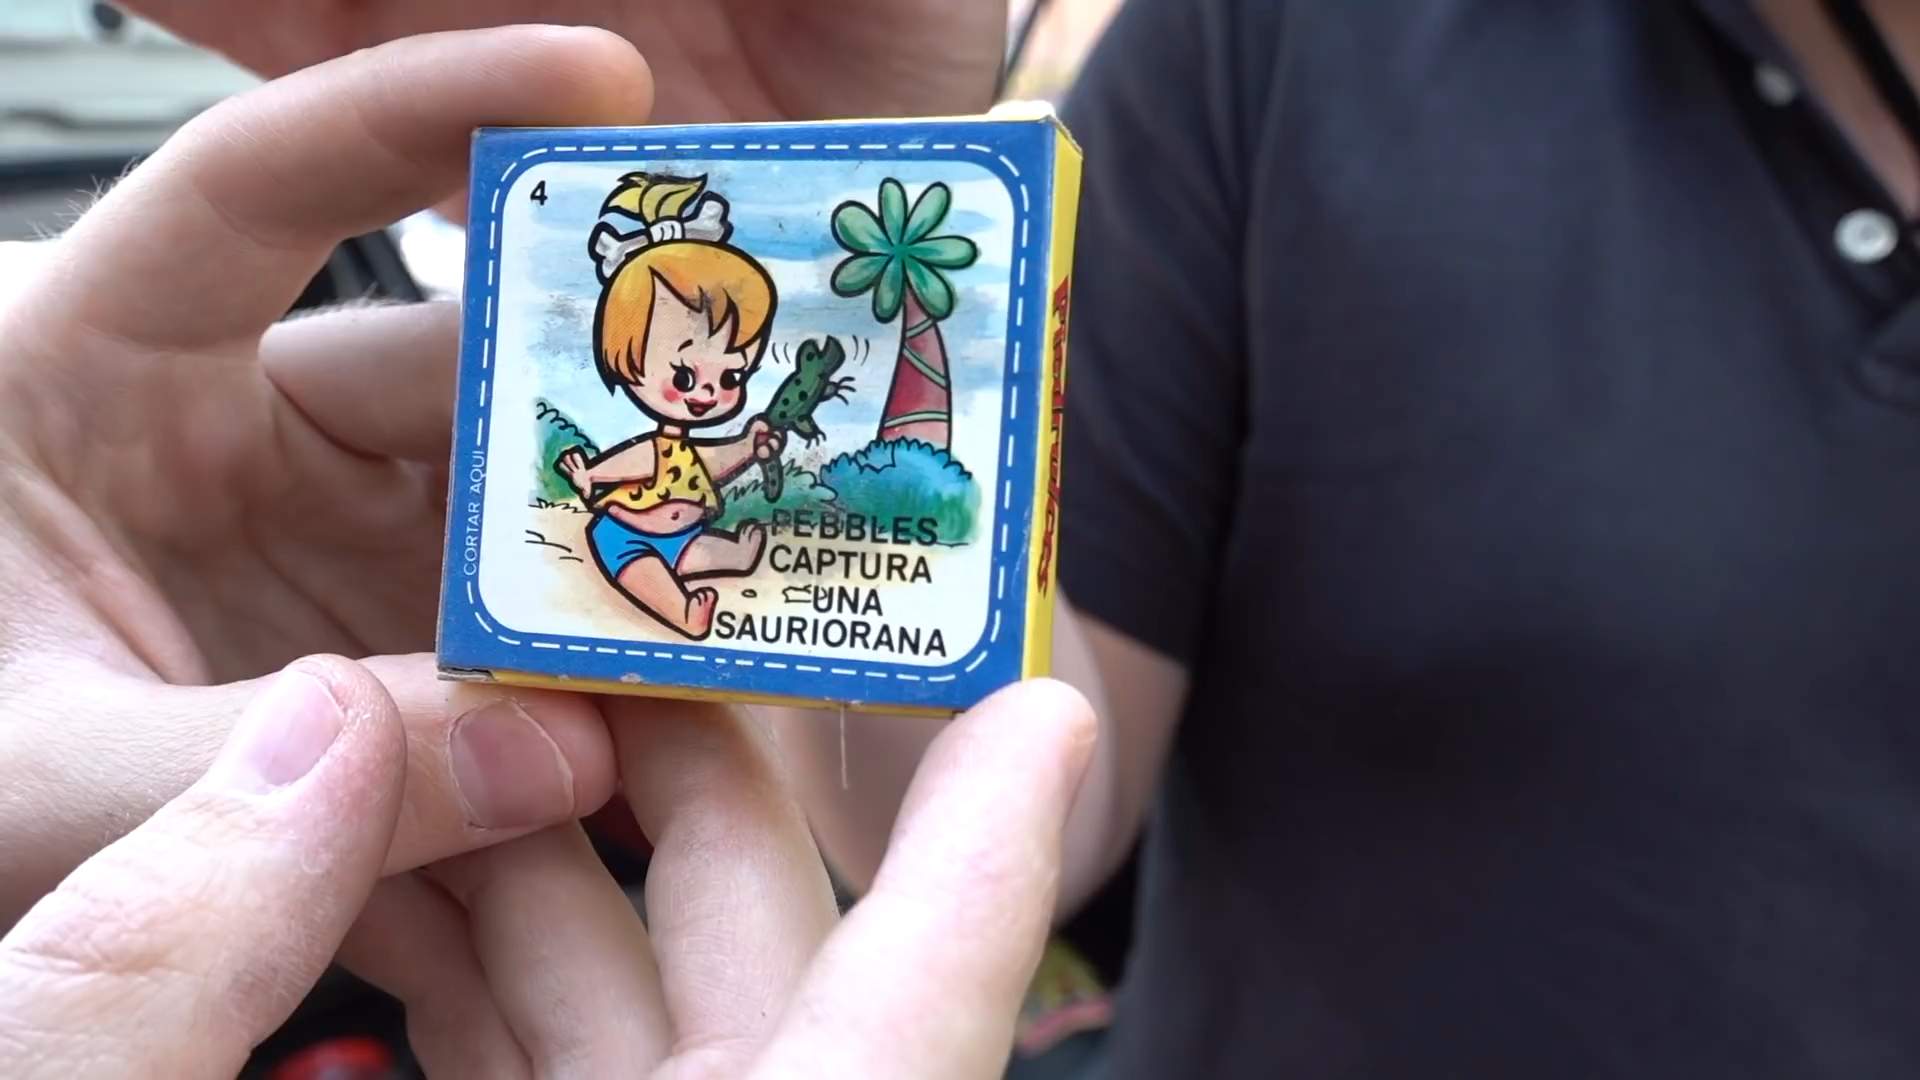 4
PEBBLES
CAPTURA
UNA
SAURIORANA
CORTAR AQUI